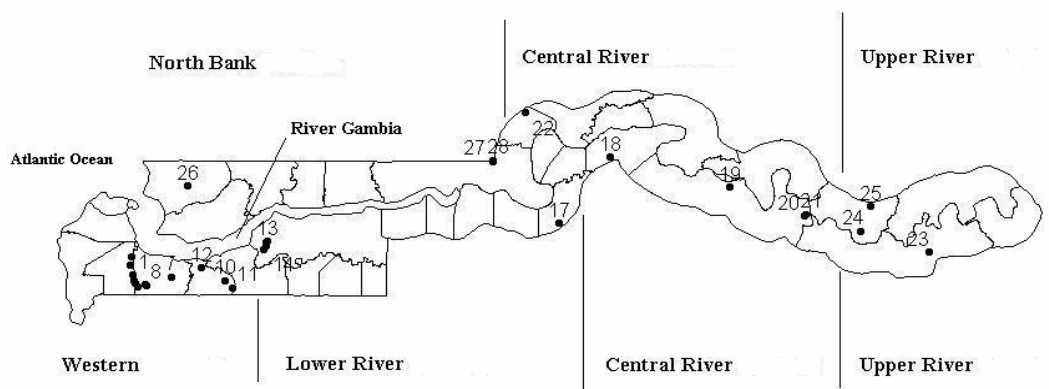 Central River
Upper River
North Bank
River Gambia
Atlantic Ocean
22
27 28
18
26
19
25
20 21
17
24
13
23
12
1
8
7
10
11
14
Western
Lower River
Central River
Upper River